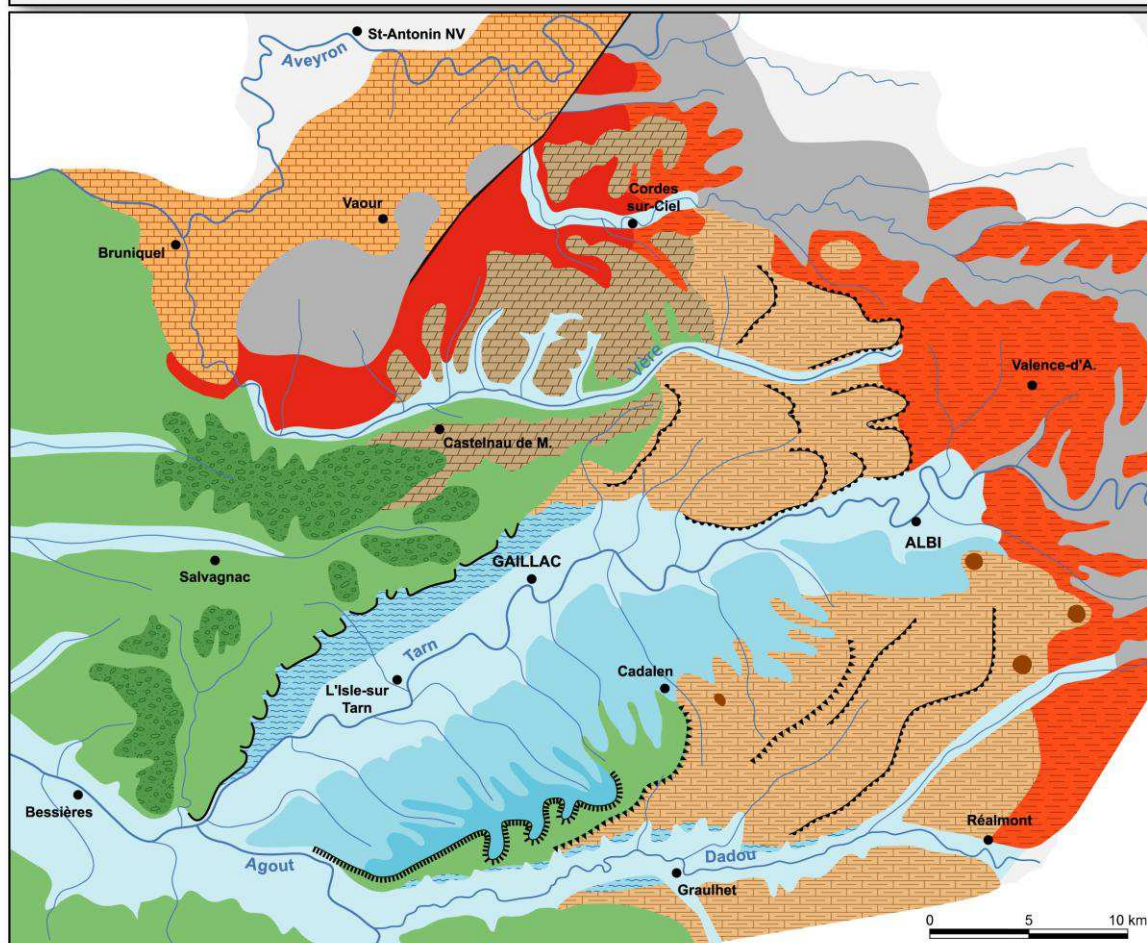 St-Antonin NV
Aveyron
Vaour
Cordes
sur-Ciel
Bruniquel
Vère
Valence-d'A.
Castelnau de M.
ALBI
Salvagnac
GAILLAC
Tarn
L'Isle-sur
Tarn
Cadalen
Bessières
Agout
Dadou
Réalmont
Graulhet
0 5 10 km